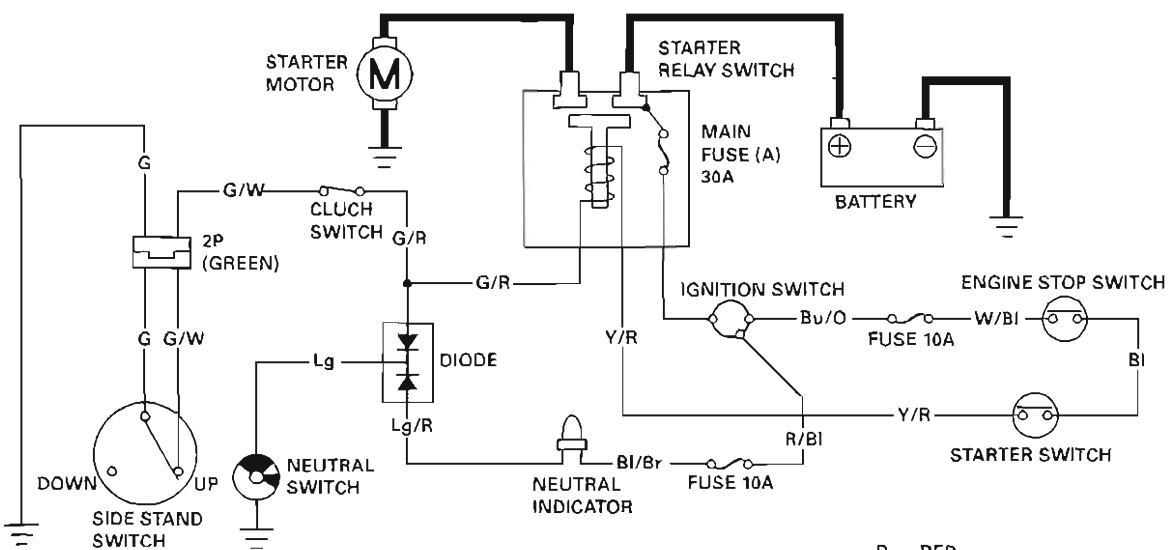 STARTER
MOTOR
M
STARTER
RELAY SWITCH
MAIN
FUSE (A)
30A
+
−
BATTERY
G
G/W
CLUCH
SWITCH
G/R
2P
(GREEN)
G/R
IGNITION SWITCH
ENGINE STOP SWITCH
Bu/O
FUSE 10A
W/Bl
Y/R
Bl
G
G/W
Lg
DIODE
Lg/R
Y/R
STARTER SWITCH
R/Bl
Bl/Br
FUSE 10A
NEUTRAL
INDICATOR
NEUTRAL
SWITCH
DOWN
UP
SIDE STAND
SWITCH